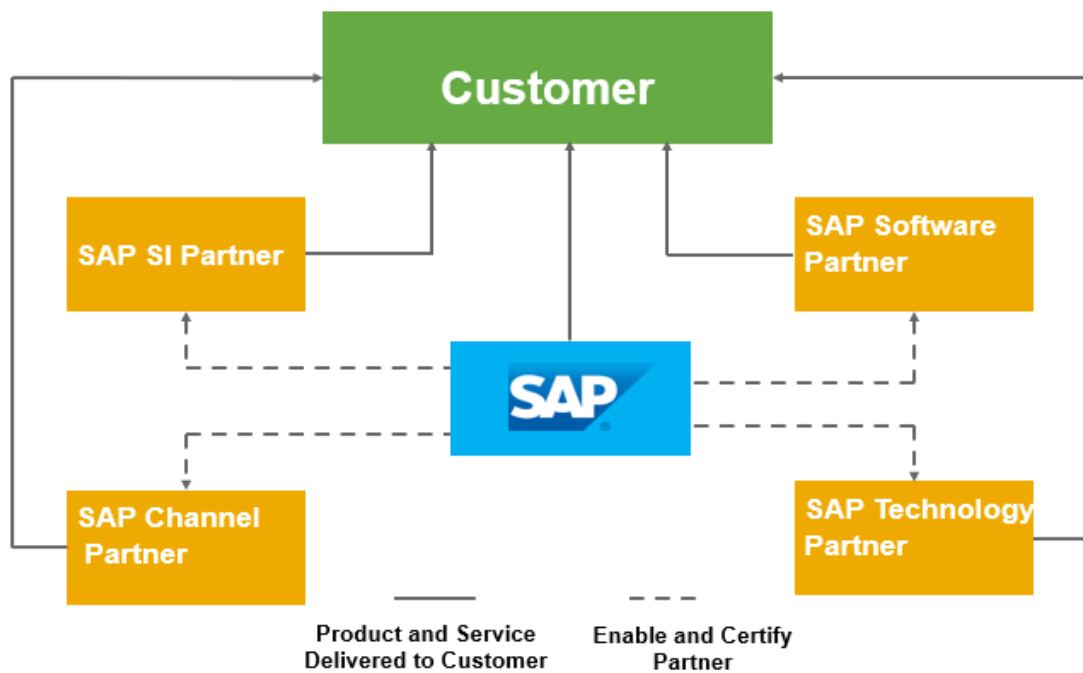 Customer
SAP SI Partner
SAP Software
Partner
SAP
®
SAP Channel
Partner
SAP Technology
Partner
Product and Service
Delivered to Customer
Enable and Certify
Partner